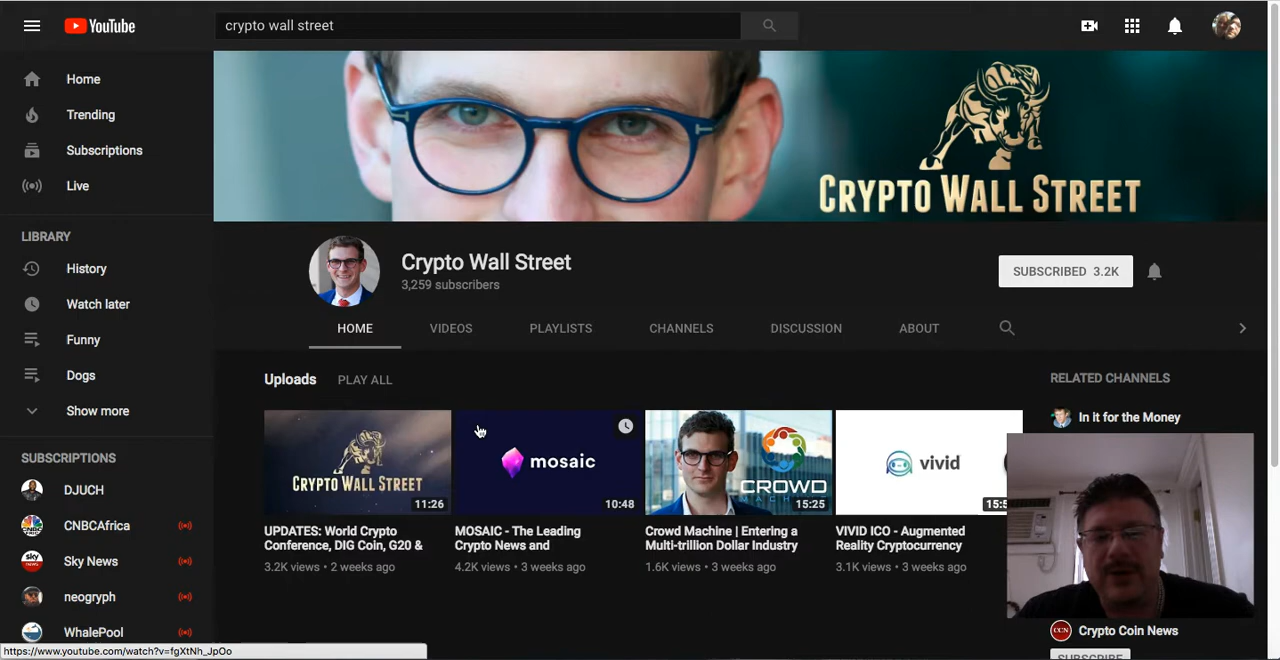 YouTube
crypto wall street
Home
Trending
Subscriptions
Live
LIBRARY
History
Watch later
Funny
Dogs
Show more
SUBSCRIPTIONS
DJUCH
CNBCAfrica
Sky News
neogryph
WhalePool
https://www.youtube.com/watch?v=fgXtNh_JpOo
CRYPTO WALL STREET
Crypto Wall Street
3,259 subscribers
SUBSCRIBED 3.2K
HOME VIDEOS PLAYLISTS CHANNELS DISCUSSION ABOUT
Uploads PLAY ALL
CRYPTO WALL STREET
11:26
UPDATES: World Crypto
Conference, DIG Coin, G20 &
3.2K views • 2 weeks ago
mosaic
10:48
MOSAIC - The Leading
Crypto News and
4.2K views • 3 weeks ago
CROWD
MACHINE
15:25
Crowd Machine | Entering a
Multi-trillion Dollar Industry
1.6K views • 3 weeks ago
vivid
VIVID ICO - Augmented
Reality Cryptocurrency
3.1K views • 3 weeks ago
RELATED CHANNELS
In it for the Money
CCN
Crypto Coin News
SUBSCRIBE